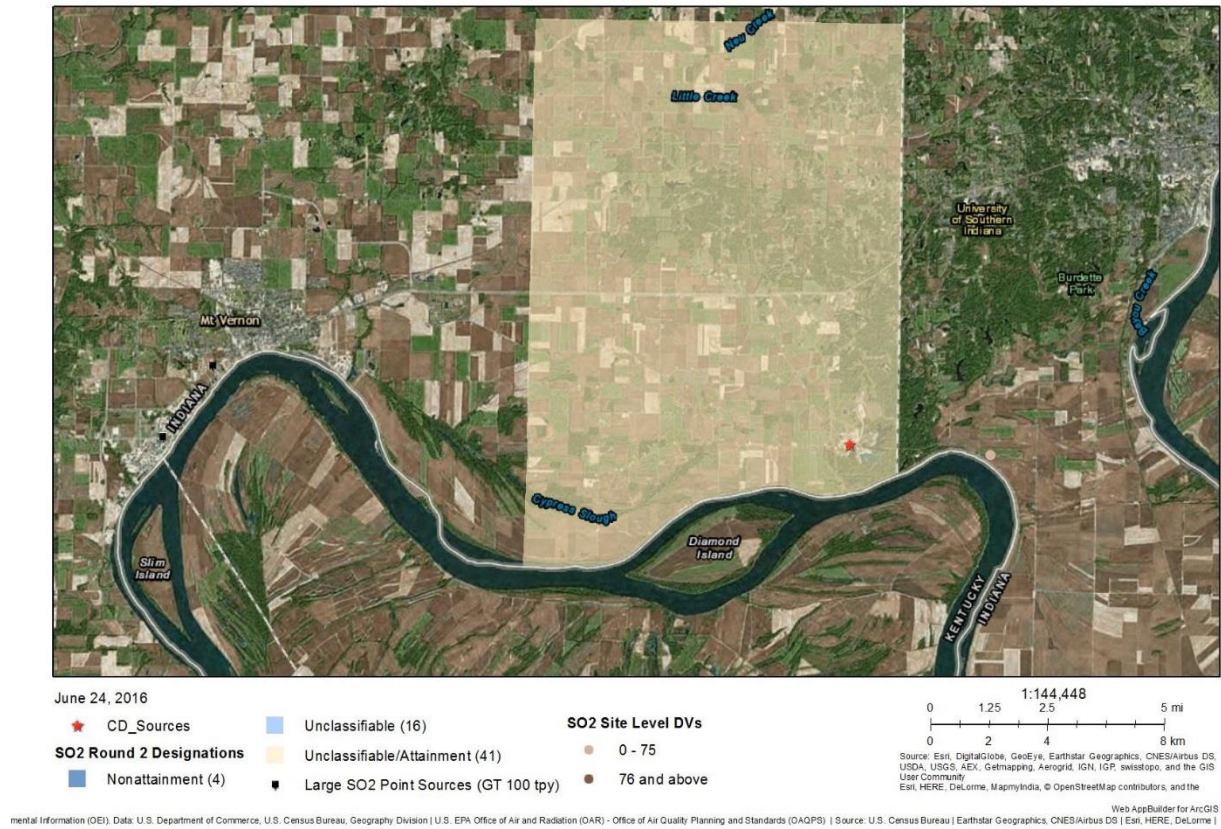 Neu Creek
Little Creek
University
of Southern
Indiana
Burdette
Park
Bayou Creek
Mt Vernon
INDIANA
Cypress Slough
Diamond
Island
Slim
Island
KENTUCKY
INDIANA
June 24, 2016
CD_Sources
SO2 Round 2 Designations
Nonattainment (4)
Unclassifiable (16)
Unclassifiable/Attainment (41)
Large SO2 Point Sources (GT 100 tpy)
SO2 Site Level DVs
0 - 75
76 and above
1:144,448
0 1.25 2.5 5 mi
0 2 4 8 km
Source: Esri, DigitalGlobe, GeoEye, Earthstar Geographics, CNES/Airbus DS,
USDA, USGS, AEX, Getmapping, Aerogrid, IGN, IGP, swisstopo, and the GIS
User Community
Esri, HERE, DeLorme, MapmyIndia, © OpenStreetMap contributors, and the
Web AppBuilder for ArcGIS
mental Information (OEI). Data: U.S. Department of Commerce, U.S. Census Bureau, Geography Division | U.S. EPA Office of Air and Radiation (OAR) - Office of Air Quality Planning and Standards (OAQPS) | Source: U.S. Census Bureau | Earthstar Geographics, CNES/Airbus DS | Esri, HERE, DeLorme |